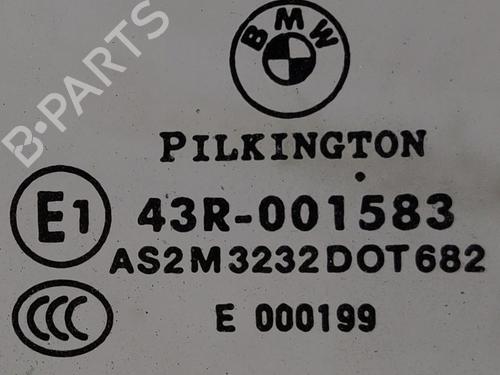 B-PARTS
BMW
PILKINGTON
E1 43R-001583
AS2M3232DOT682
CCC E 000199